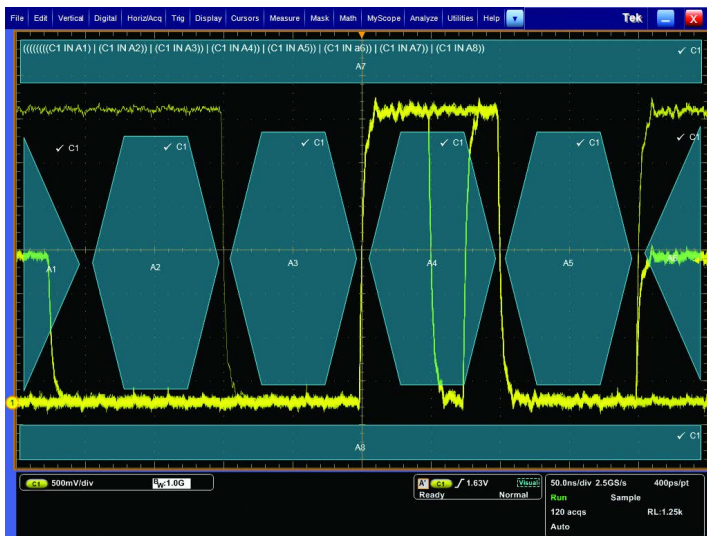 File Edit Vertical Digital Horiz/Acq Trig Display Cursors Measure Mask Math MyScope Analyze Utilities Help Tek X
((((((((C1 IN A1) | (C1 IN A2)) | (C1 IN A3)) | (C1 IN A4)) | (C1 IN A5)) | (C1 IN a6)) | (C1 IN A7)) | (C1 IN A8))
✓ C1
A7
✓ C1
✓ C1 ✓ C1 ✓ C1 ✓ C1 ✓ C1
A1 A2 A3 A4 A5 A6
1
✓ C1
A8
C1 500mV/div BW:1.0G
A' C1 1.63V Visual
Ready Normal
50.0ns/div 2.5GS/s 400ps/pt
Run Sample
120 acqs RL:1.25k
Auto